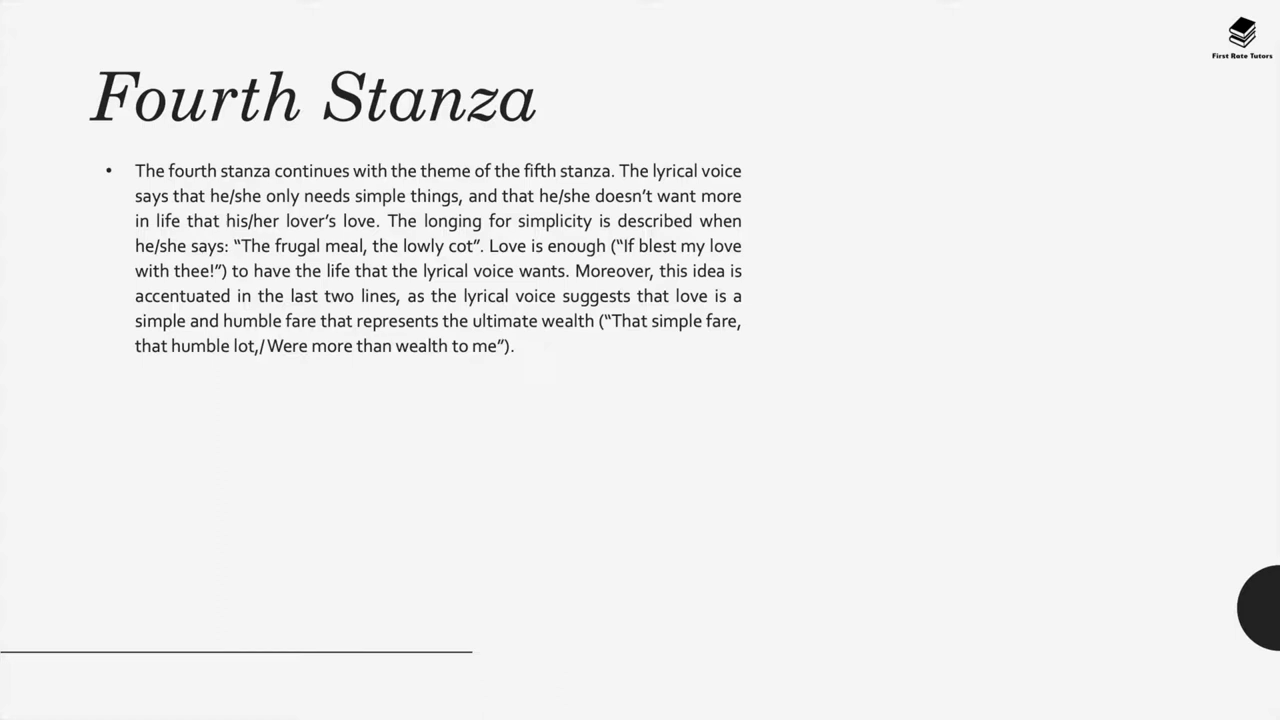 First Rate Tutors
Fourth Stanza
• The fourth stanza continues with the theme of the fifth stanza. The lyrical voice
says that he/she only needs simple things, and that he/she doesn’t want more
in life that his/her lover’s love. The longing for simplicity is described when
he/she says: “The frugal meal, the lowly cot”. Love is enough (“If blest my love
with thee!”) to have the life that the lyrical voice wants. Moreover, this idea is
accentuated in the last two lines, as the lyrical voice suggests that love is a
simple and humble fare that represents the ultimate wealth (“That simple fare,
that humble lot,/ Were more than wealth to me”).